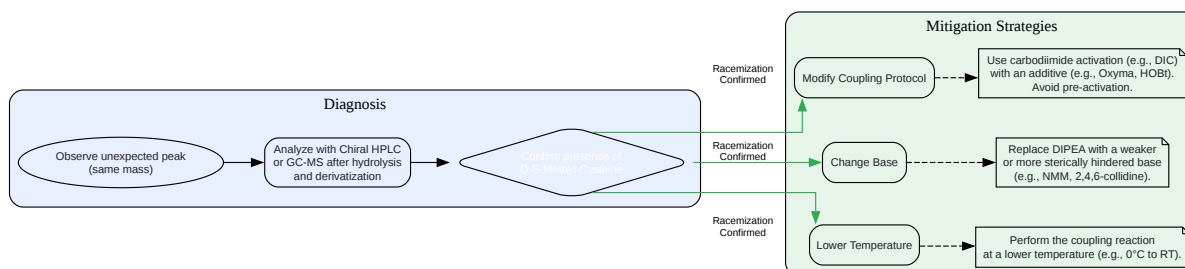 Diagnosis
Observe unexpected peak
(same mass)
Analyze with Chiral HPLC
or GC-MS after hydrolysis
and derivatization
Confirm presence of
D-S-Methyl-Cysteine
Racemization
Confirmed
Racemization
Confirmed
Racemization
Confirmed
Mitigation Strategies
Modify Coupling Protocol
Use carbodiimide activation (e.g., DIC)
with an additive (e.g., Oxyma, HOBt).
Avoid pre-activation.
Change Base
Replace DIPEA with a weaker
or more sterically hindered base
(e.g., NMM, 2,4,6-collidine).
Lower Temperature
Perform the coupling reaction
at a lower temperature (e.g., 0°C to RT).